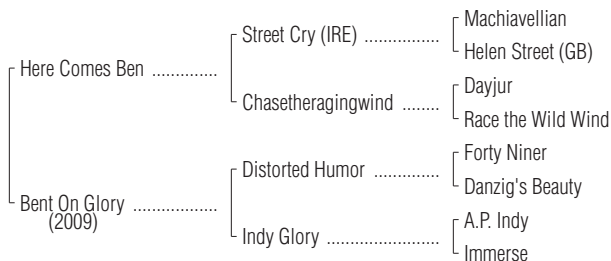 Machiavellian
Street Cry (IRE) .................
Helen Street (GB)
Here Comes Ben ..............
Dayjur
Chasetheragingwind ........
Race the Wild Wind
Forty Niner
Distorted Humor ...............
Danzig's Beauty
Bent On Glory ..................
(2009)
A.P. Indy
Indy Glory .........................
Immerse